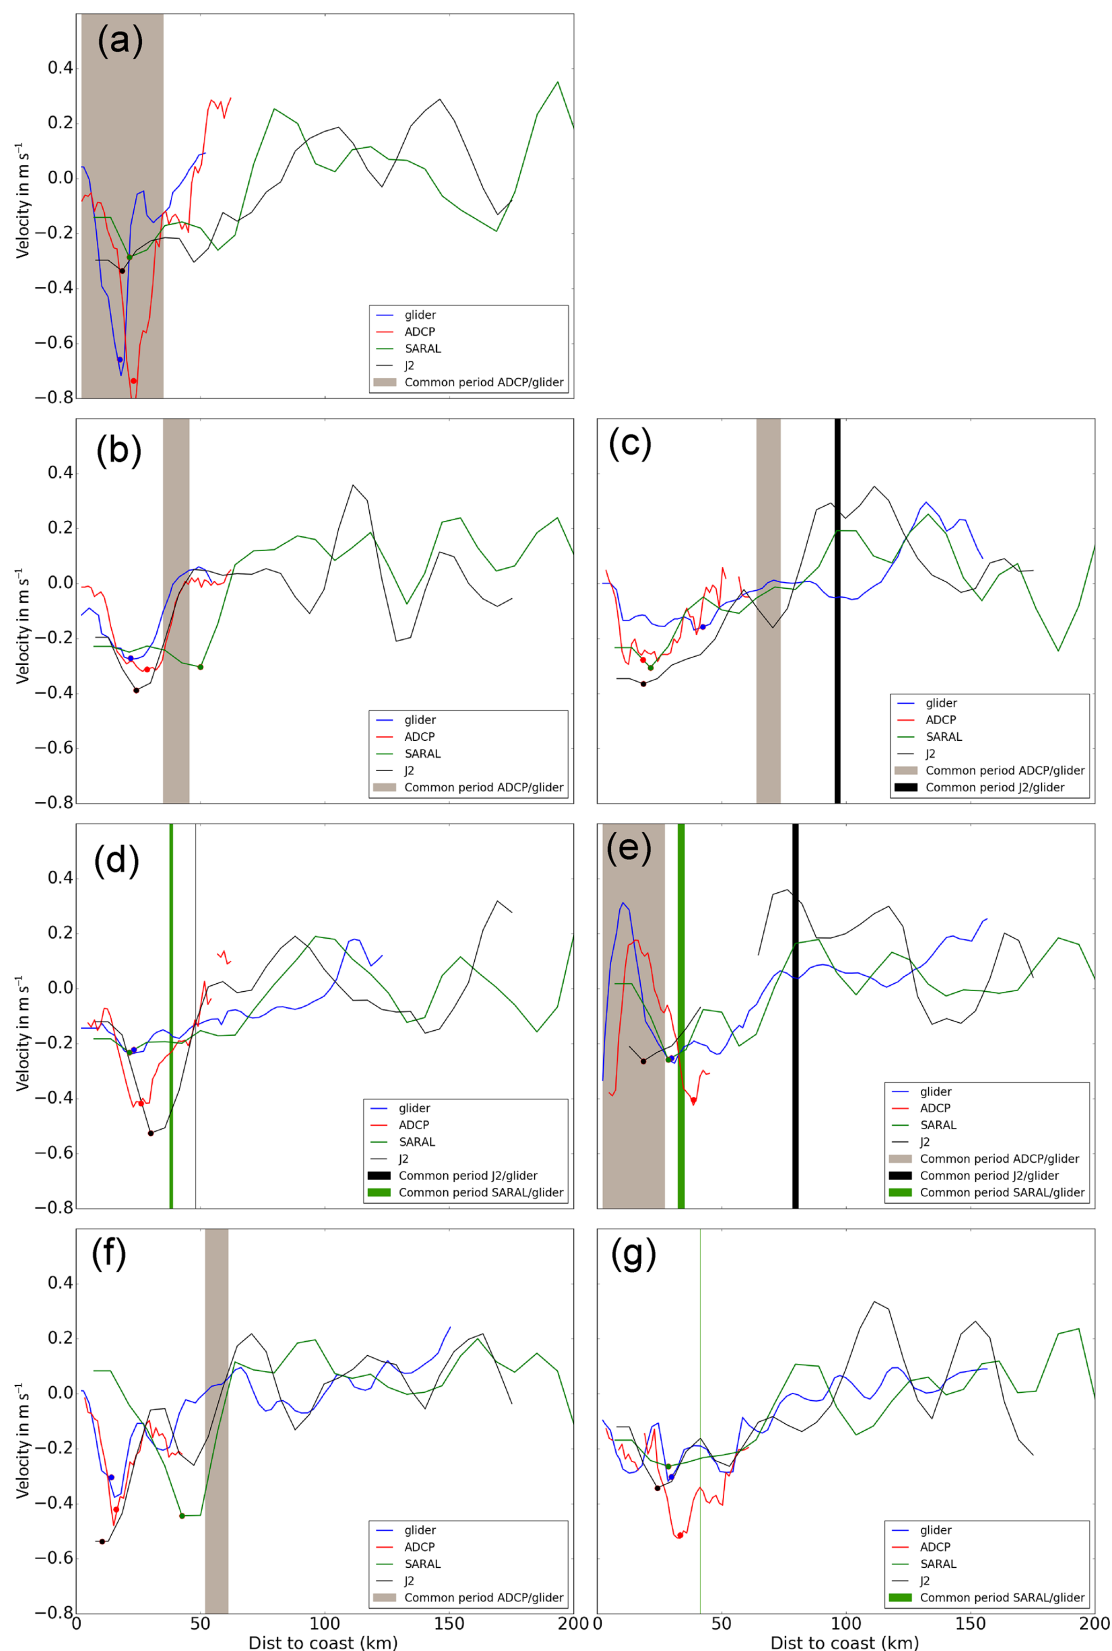 (a)
Velocity in m s⁻¹
0.4
0.2
0.0
−0.2
−0.4
−0.6
−0.8
glider
ADCP
SARAL
J2
Common period ADCP/glider
(b)
Velocity in m s⁻¹
0.4
0.2
0.0
−0.2
−0.4
−0.6
−0.8
glider
ADCP
SARAL
J2
Common period ADCP/glider
(c)
glider
ADCP
SARAL
J2
Common period ADCP/glider
Common period J2/glider
(d)
Velocity in m s⁻¹
0.4
0.2
0.0
−0.2
−0.4
−0.6
−0.8
glider
ADCP
SARAL
J2
Common period J2/glider
Common period SARAL/glider
(e)
glider
ADCP
SARAL
J2
Common period ADCP/glider
Common period J2/glider
Common period SARAL/glider
(f)
Velocity in m s⁻¹
0.4
0.2
0.0
−0.2
−0.4
−0.6
−0.8
glider
ADCP
SARAL
J2
Common period ADCP/glider
0 50 100 150 200
Dist to coast (km)
(g)
glider
ADCP
SARAL
J2
Common period SARAL/glider
0 50 100 150 200
Dist to coast (km)